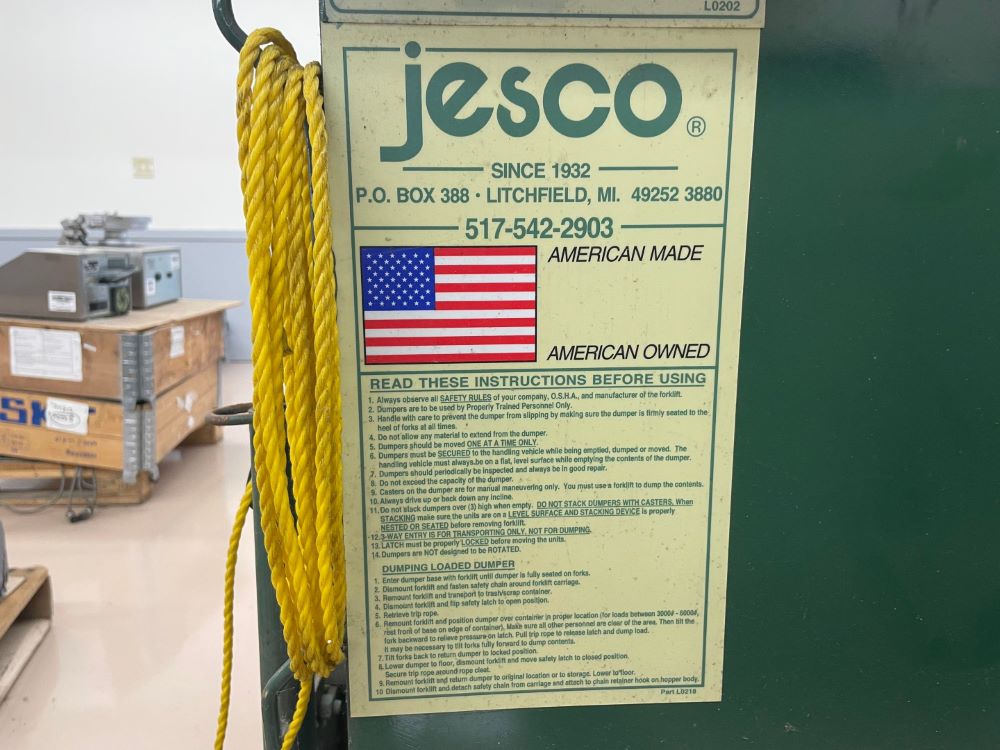 L0202
jesco®
SINCE 1932
P.O. BOX 388 • LITCHFIELD, MI. 49252 3880
517-542-2903
AMERICAN MADE
AMERICAN OWNED
READ THESE INSTRUCTIONS BEFORE USING
1. Always observe all SAFETY RULES of your company, O.S.H.A., and manufacturer of the forklift.
2. Dumpers are to be used by Properly Trained Personnel Only.
3. Handle with care to prevent the dumper from slipping by making sure the dumper is firmly seated to the
heel of forks at all times.
4. Do not allow any material to extend from the dumper.
5. Dumpers should be moved ONE AT A TIME ONLY.
6. Dumpers must be SECURED to the handling vehicle while being emptied, dumped or moved. The
handling vehicle must always be on a flat, level surface while emptying the contents of the dumper.
7. Dumpers should periodically be inspected and always be in good repair.
8. Do not exceed the capacity of the dumper.
9. Casters on the dumper are for manual maneuvering only. You must use a forklift to dump the contents.
10. Always drive up or back down any incline.
11. Do not stack dumpers over (3) high when empty. DO NOT STACK DUMPERS WITH CASTERS. When
STACKING make sure the units are on a LEVEL SURFACE AND STACKING DEVICE is properly
NESTED OR SEATED before removing forklift.
12. 3-WAY ENTRY IS FOR TRANSPORTING ONLY, NOT FOR DUMPING.
13. LATCH must be properly LOCKED before moving the units.
14. Dumpers are NOT designed to be ROTATED.
DUMPING LOADED DUMPER
1. Enter dumper base with forklift until dumper is fully seated on forks.
2. Dismount forklift and fasten safety chain around forklift carriage.
3. Remount forklift and transport to trash/scrap container.
4. Dismount forklift and flip safety latch to open position.
5. Retrieve trip rope.
6. Remount forklift and position dumper over container in proper location (for loads between 3000# - 6000#,
rest front of base on edge of container). Make sure all other personnel are clear of the area. Then tilt the
fork backward to relieve pressure on latch. Pull trip rope to release latch and dump load.
It may be necessary to tilt forks fully forward to dump contents.
7. Tilt forks back to return dumper to locked position.
8. Lower dumper to floor, dismount forklift and move safety latch to closed position.
Secure trip rope around rope cleat.
9. Remount forklift and return dumper to original location or to storage. Lower to floor.
10 Dismount forklift and detach safety chain from carriage and attach to chain retainer hook on hopper body.
Part L0218